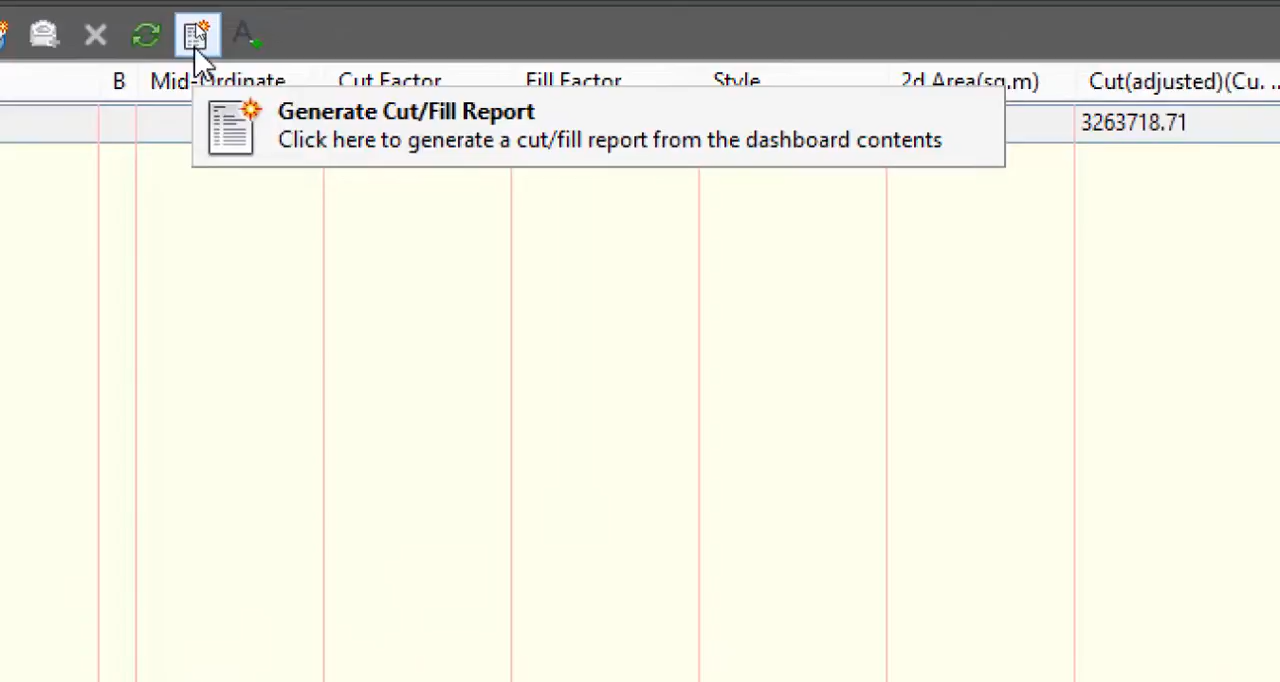 B Mid-Ordinate Cut Factor Fill Factor Style 2d Area(sq.m) Cut(adjusted)(Cu. ..
Generate Cut/Fill Report
3263718.71
Click here to generate a cut/fill report from the dashboard contents